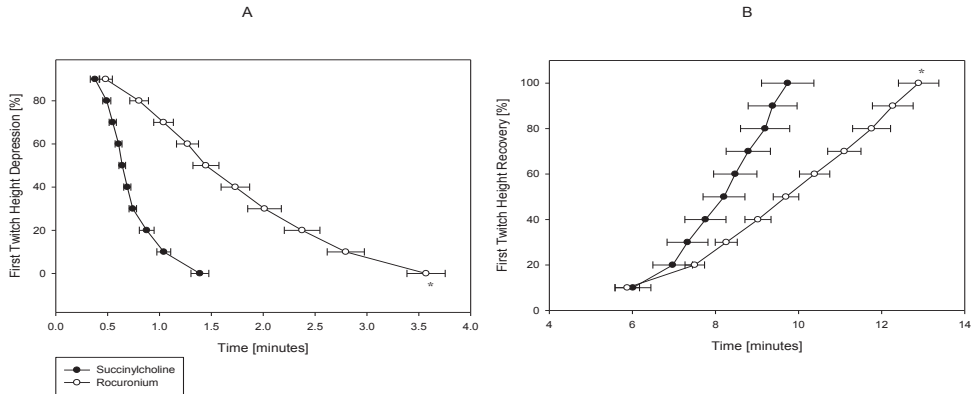 A
First Twitch Height Depression [%]
80
60
40
20
0
*
0.0 0.5 1.0 1.5 2.0 2.5 3.0 3.5 4.0
Time [minutes]
Succinylcholine
Rocuronium
B
First Twitch Height Recovery [%]
100
80
60
40
20
0
*
4 6 8 10 12 14
Time [minutes]